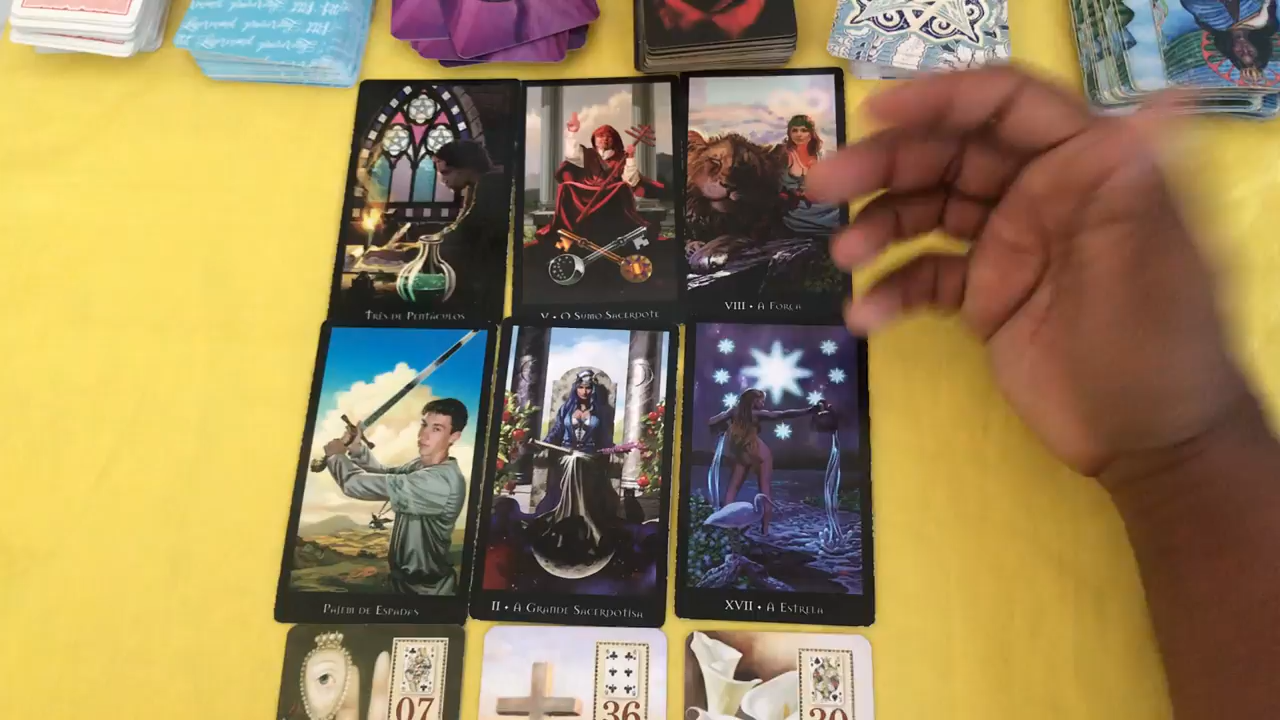 TRÊS DE PENTÁCULOS
V • O SUMO SACERDOTE
VIII • A FORÇA
PAJEM DE ESPADAS
II • A GRANDE SACERDOTISA
XVII • A ESTRELA
07
36
30